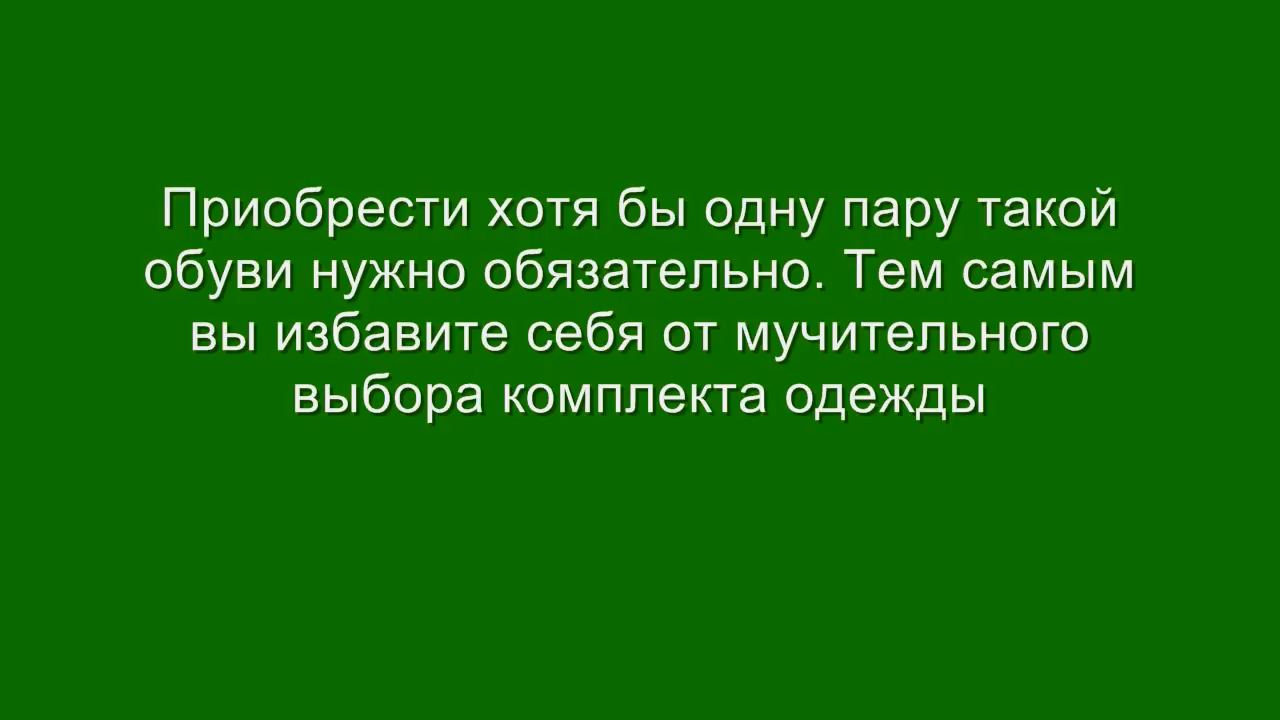 Приобрести хотя бы одну пару такой
обуви нужно обязательно. Тем самым
вы избавите себя от мучительного
выбора комплекта одежды